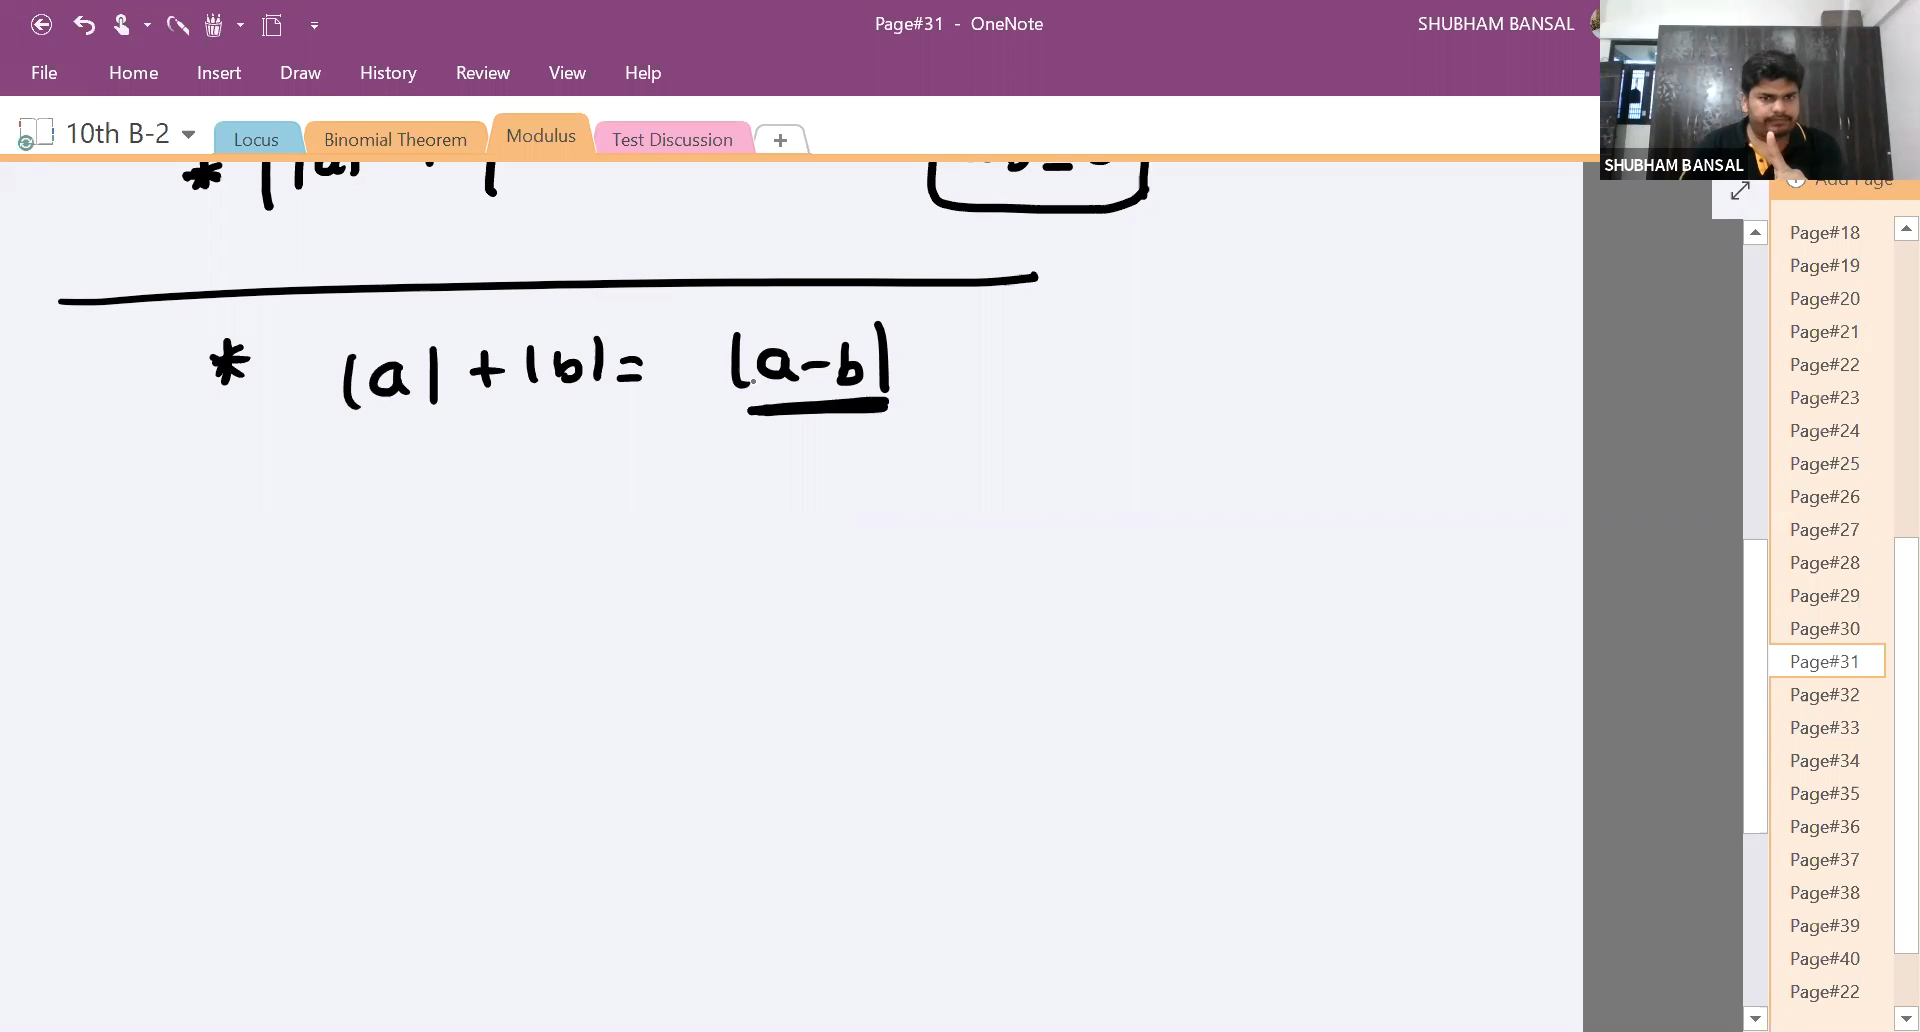 Page#31 - OneNote
SHUBHAM BANSAL
File Home Insert Draw History Review View Help
SHUBHAM BANSAL
10th B-2
Locus
Binomial Theorem
Modulus
Test Discussion
+
Add Page
* |a| + |b| = |a-b|
Page#18
Page#19
Page#20
Page#21
Page#22
Page#23
Page#24
Page#25
Page#26
Page#27
Page#28
Page#29
Page#30
Page#31
Page#32
Page#33
Page#34
Page#35
Page#36
Page#37
Page#38
Page#39
Page#40
Page#22